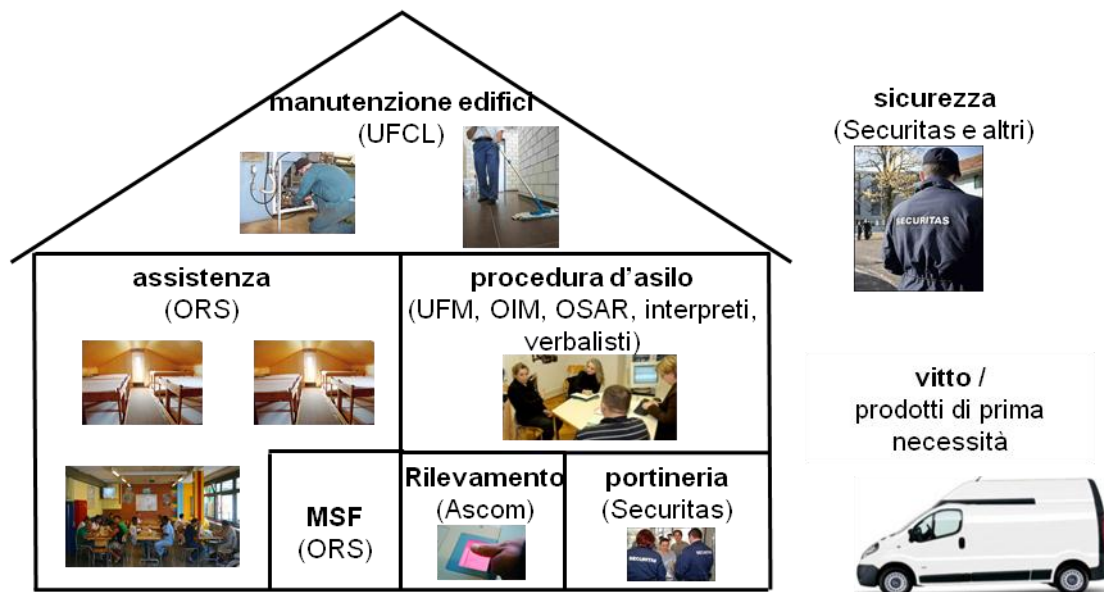 manutenzione edifici
(UFCL)
sicurezza
(Securitas e altri)
SECURITAS
assistenza
(ORS)
procedura d'asilo
(UFM, OIM, OSAR, interpreti,
verbalisti)
vitto /
prodotti di prima
necessità
MSF
(ORS)
Rilevamento
(Ascom)
portineria
(Securitas)
SECURITAS